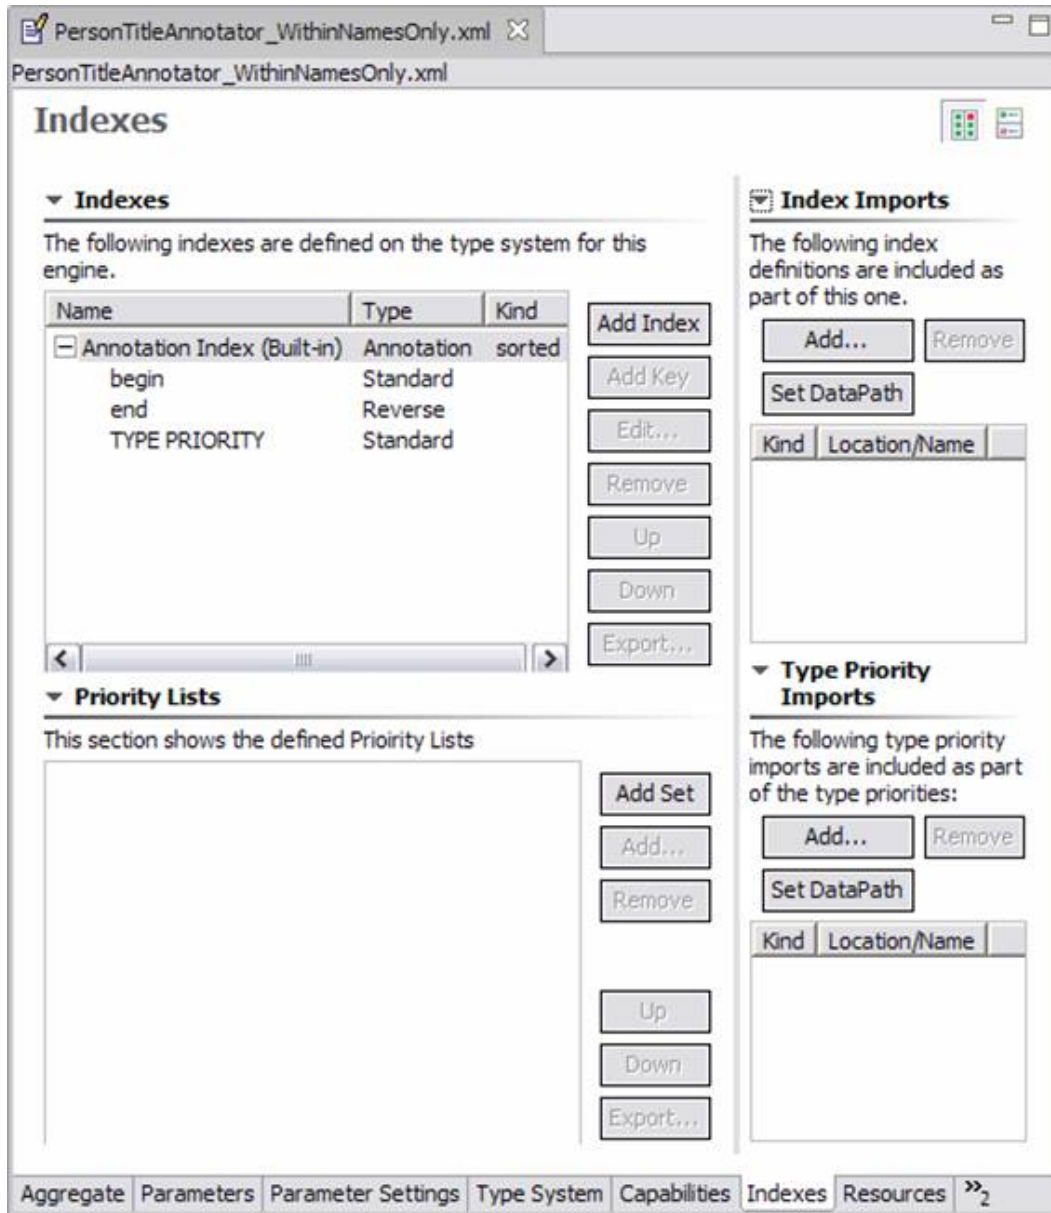 PersonTitleAnnotator_WithinNamesOnly.xml
PersonTitleAnnotator_WithinNamesOnly.xml
Indexes
Indexes
The following indexes are defined on the type system for this
engine.
Name Type Kind
Annotation Index (Built-in) Annotation sorted
begin Standard
end Reverse
TYPE PRIORITY Standard
Add Index
Add Key
Edit...
Remove
Up
Down
Export...
Priority Lists
This section shows the defined Prioirity Lists
Add Set
Add...
Remove
Up
Down
Export...
Index Imports
The following index
definitions are included as
part of this one.
Add... Remove
Set DataPath
Kind Location/Name
Type Priority
Imports
The following type priority
imports are included as part
of the type priorities:
Add... Remove
Set DataPath
Kind Location/Name
Aggregate Parameters Parameter Settings Type System Capabilities Indexes Resources »2